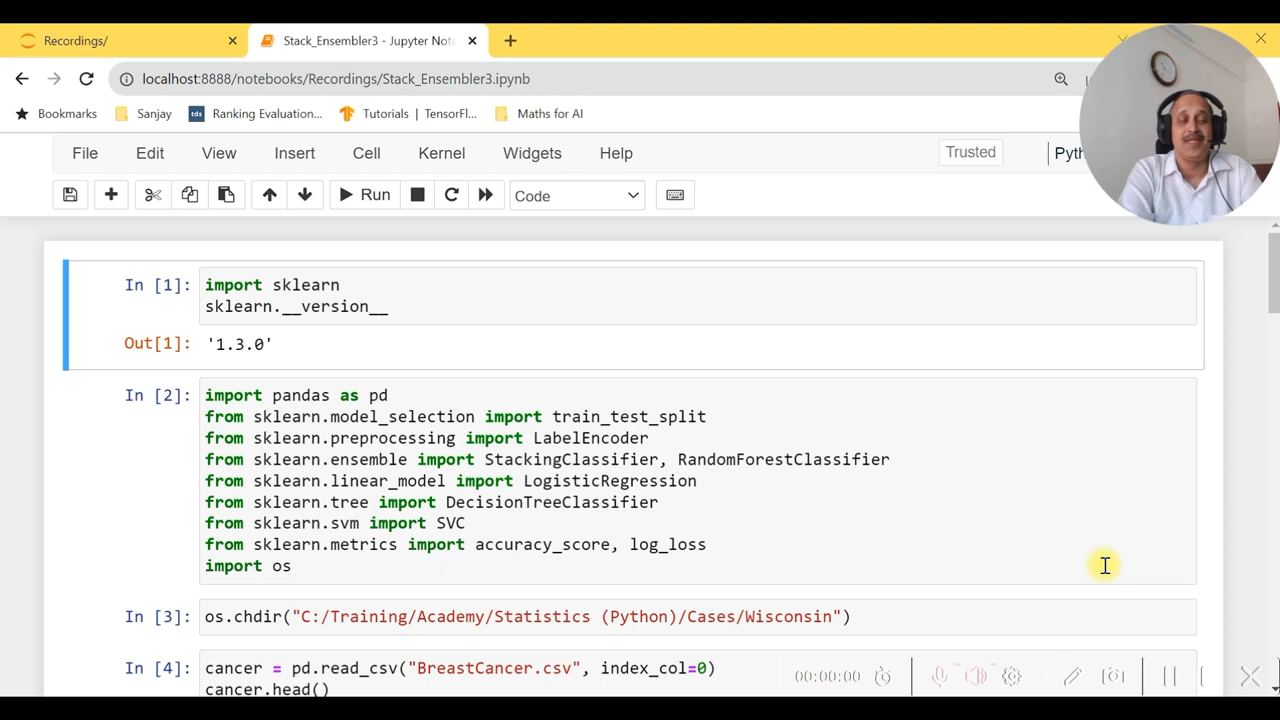 Recordings/
Stack_Ensembler3 - Jupyter Not
localhost:8888/notebooks/Recordings/Stack_Ensembler3.ipynb
Bookmarks Sanjay tds Ranking Evaluation... Tutorials | TensorFl... Maths for AI
File Edit View Insert Cell Kernel Widgets Help Trusted
Run Code
In [1]: import sklearn
sklearn.__version__
Out[1]: '1.3.0'
In [2]: import pandas as pd
from sklearn.model_selection import train_test_split
from sklearn.preprocessing import LabelEncoder
from sklearn.ensemble import StackingClassifier, RandomForestClassifier
from sklearn.linear_model import LogisticRegression
from sklearn.tree import DecisionTreeClassifier
from sklearn.svm import SVC
from sklearn.metrics import accuracy_score, log_loss
import os
In [3]: os.chdir("C:/Training/Academy/Statistics (Python)/Cases/Wisconsin")
In [4]: cancer = pd.read_csv("BreastCancer.csv", index_col=0)
cancer.head()
00:00:00